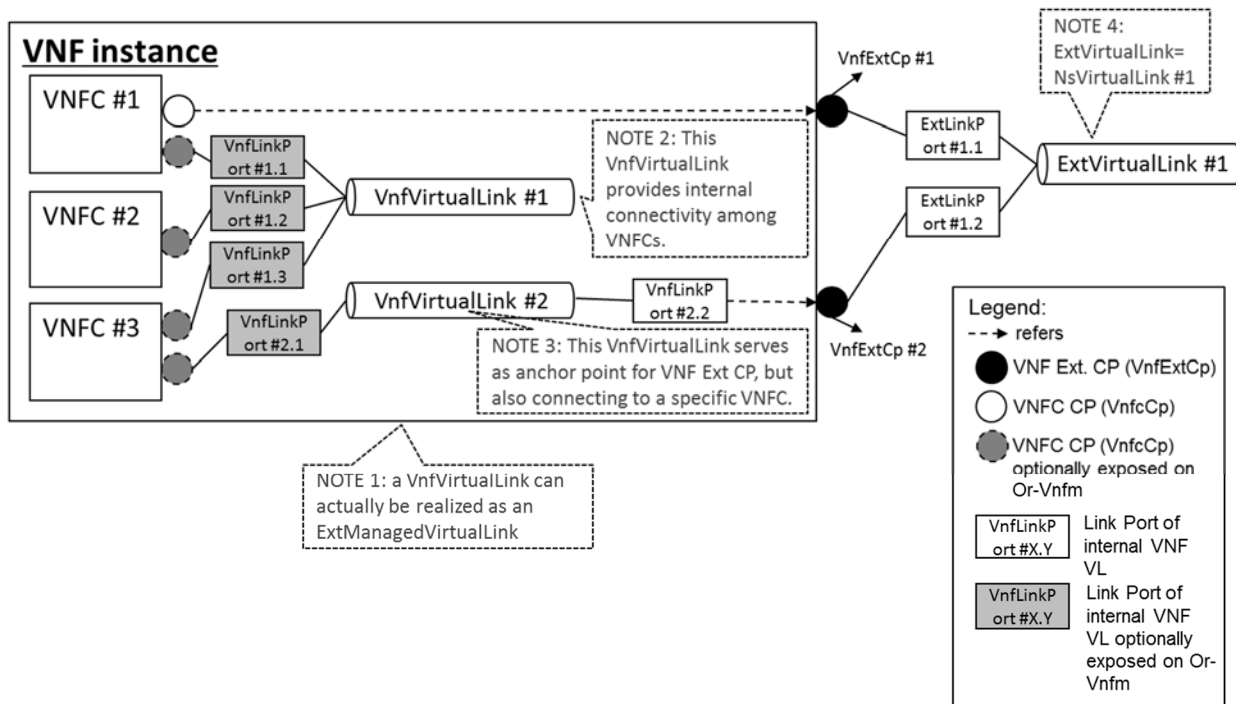 VNF instance
VNFC #1
VnfLinkP
ort #1.1
VNFC #2
VnfLinkP
ort #1.2
VnfLinkP
ort #1.3
VNFC #3
VnfLinkP
ort #2.1
VnfVirtualLink #1
NOTE 2: This
VnfVirtualLink
provides internal
connectivity among
VNFCs.
VnfVirtualLink #2
VnfLinkP
ort #2.2
NOTE 3: This VnfVirtualLink serves
as anchor point for VNF Ext CP, but
also connecting to a specific VNFC.
NOTE 1: a VnfVirtualLink can
actually be realized as an
ExtManagedVirtualLink
VnfExtCp #1
VnfExtCp #2
ExtLinkP
ort #1.1
ExtLinkP
ort #1.2
NOTE 4:
ExtVirtualLink=
NsVirtualLink #1
ExtVirtualLink #1
Legend:
refers
VNF Ext. CP (VnfExtCp)
VNFC CP (VnfcCp)
VNFC CP (VnfcCp)
optionally exposed on
Or-Vnfm
VnfLinkP
ort #X.Y
Link Port of
internal VNF
VL
VnfLinkP
ort #X.Y
Link Port of
internal VNF
VL optionally
exposed on Or-
Vnfm